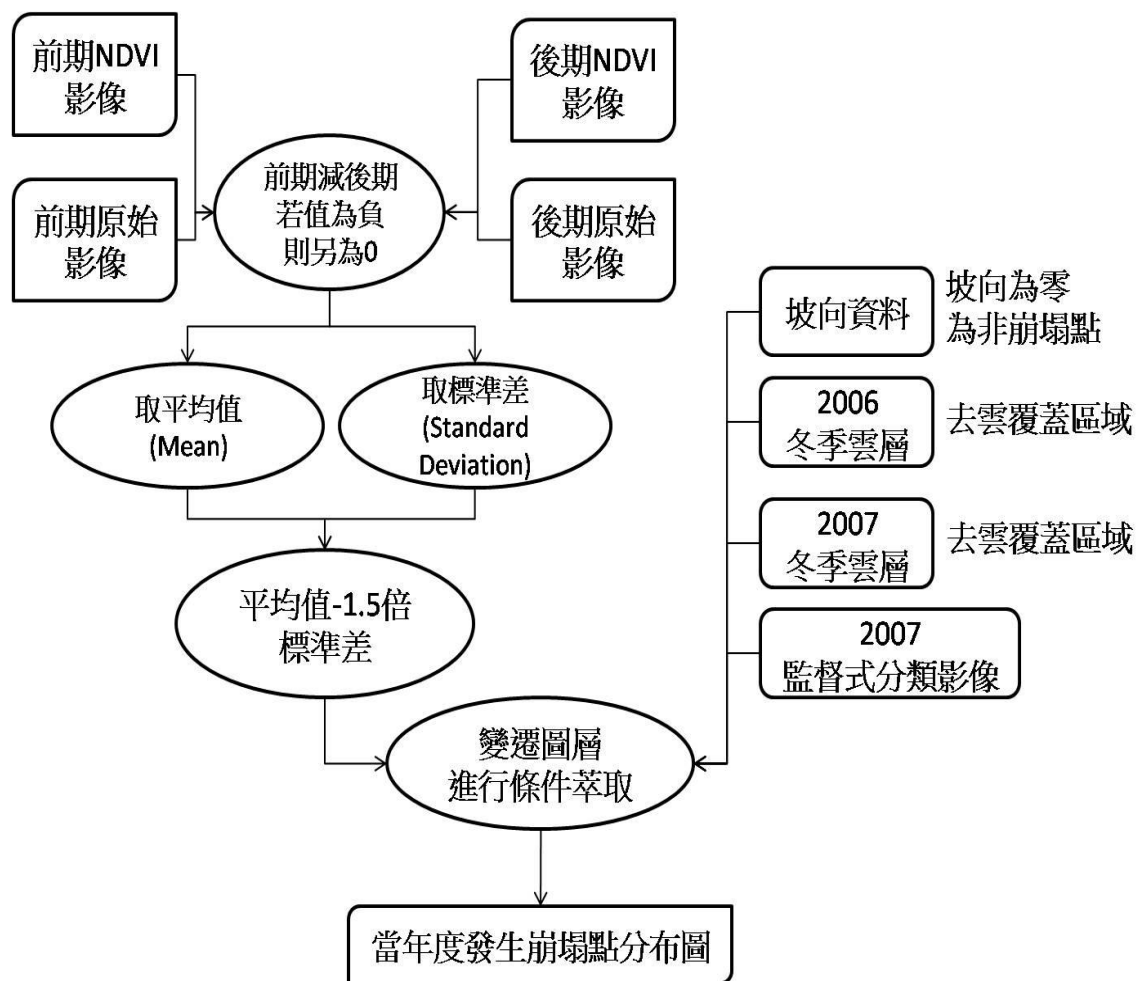 前期NDVI
影像
後期NDVI
影像
前期減後期
若值為負
則另為0
前期原始
影像
後期原始
影像
坡向資料
坡向為零
為非崩塌點
取平均值
(Mean)
取標準差
(Standard
Deviation)
2006
冬季雲層
去雲覆蓋區域
2007
冬季雲層
去雲覆蓋區域
平均值-1.5倍
標準差
2007
監督式分類影像
變遷圖層
進行條件萃取
當年度發生崩塌點分布圖